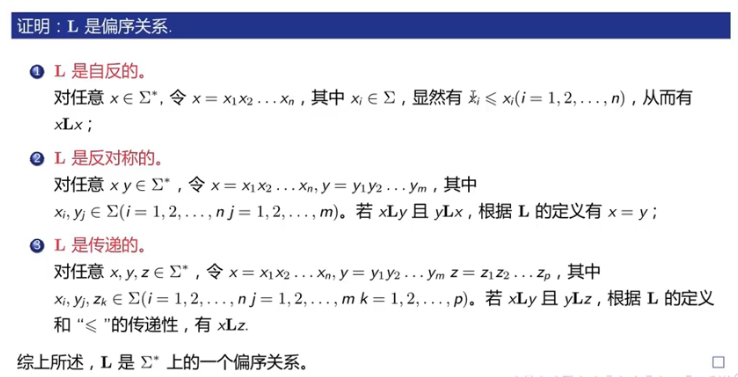 证明：L 是偏序关系.
1 L 是自反的。
对任意 x ∈ Σ*, 令 x = x₁x₂ … xₙ，其中 xᵢ ∈ Σ，显然有 xᵢ ⩽ xᵢ(i = 1, 2, …, n)，从而有
xLx；
2 L 是反对称的。
对任意 x y ∈ Σ*，令 x = x₁x₂ … xₙ, y = y₁y₂ … yₘ，其中
xᵢ, yⱼ ∈ Σ(i = 1, 2, …, n j = 1, 2, …, m)。若 xLy 且 yLx，根据 L 的定义有 x = y；
3 L 是传递的。
对任意 x, y, z ∈ Σ*，令 x = x₁x₂ … xₙ, y = y₁y₂ … yₘ z = z₁z₂ … zₚ，其中
xᵢ, yⱼ, zₖ ∈ Σ(i = 1, 2, …, n j = 1, 2, …, m k = 1, 2, …, p)。若 xLy 且 yLz，根据 L 的定义
和 “⩽ ”的传递性，有 xLz.
综上所述，L 是 Σ* 上的一个偏序关系。 □